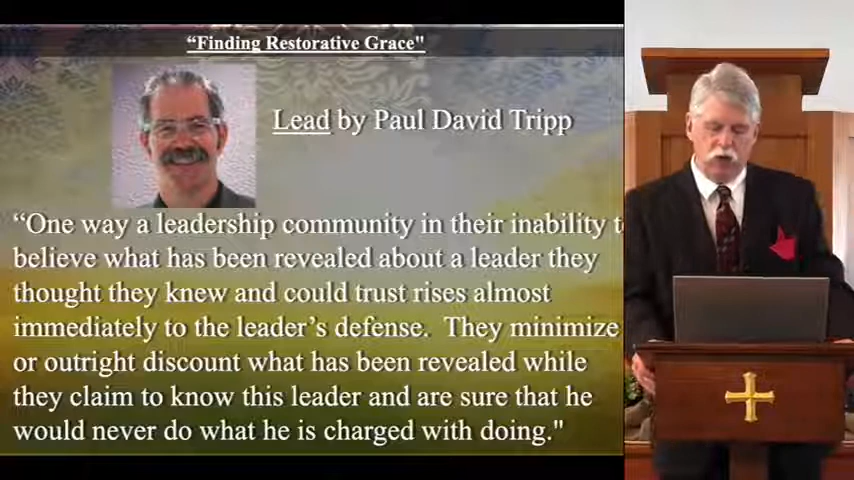 “Finding Restorative Grace"
Lead by Paul David Tripp
“One way a leadership community in their inability t
believe what has been revealed about a leader they
thought they knew and could trust rises almost
immediately to the leader’s defense.  They minimize
or outright discount what has been revealed while
they claim to know this leader and are sure that he
would never do what he is charged with doing."